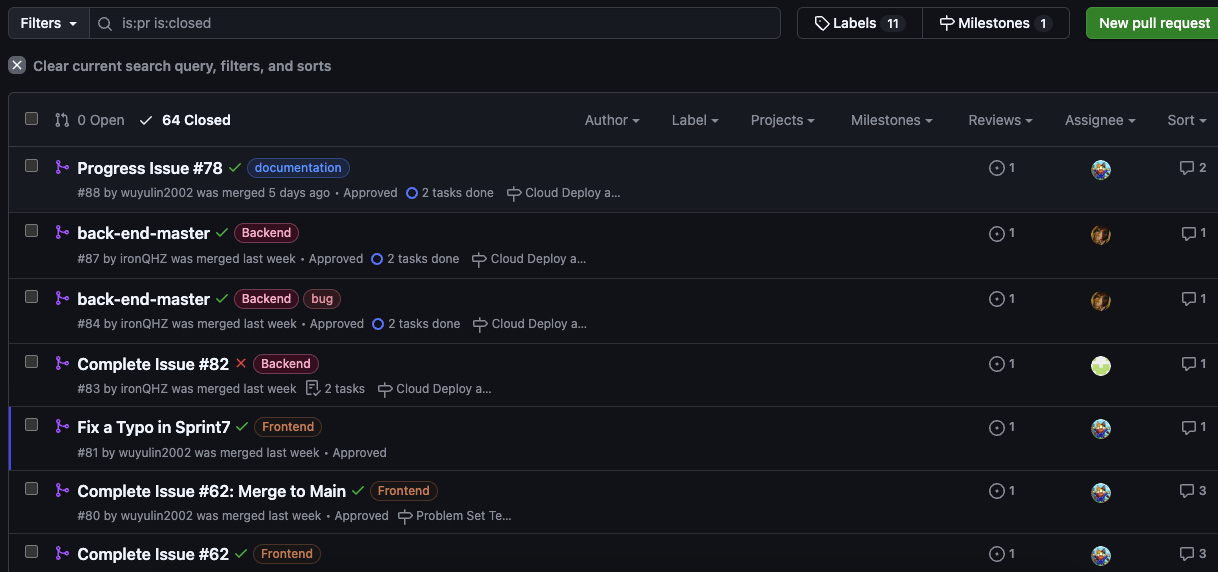 Filters is:pr is:closed Labels 11 Milestones 1 New pull request
Clear current search query, filters, and sorts
0 Open 64 Closed Author Label Projects Milestones Reviews Assignee Sort
Progress Issue #78 documentation 1 2
#88 by wuyulin2002 was merged 5 days ago • Approved 2 tasks done Cloud Deploy a...
back-end-master Backend 1 1
#87 by ironQHZ was merged last week • Approved 2 tasks done Cloud Deploy a...
back-end-master Backend bug 1 1
#84 by ironQHZ was merged last week • Approved 2 tasks done Cloud Deploy a...
Complete Issue #82 Backend 1 1
#83 by ironQHZ was merged last week 2 tasks Cloud Deploy a...
Fix a Typo in Sprint7 Frontend 1 1
#81 by wuyulin2002 was merged last week • Approved
Complete Issue #62: Merge to Main Frontend 1 3
#80 by wuyulin2002 was merged last week • Approved Problem Set Te...
Complete Issue #62 Frontend 1 3